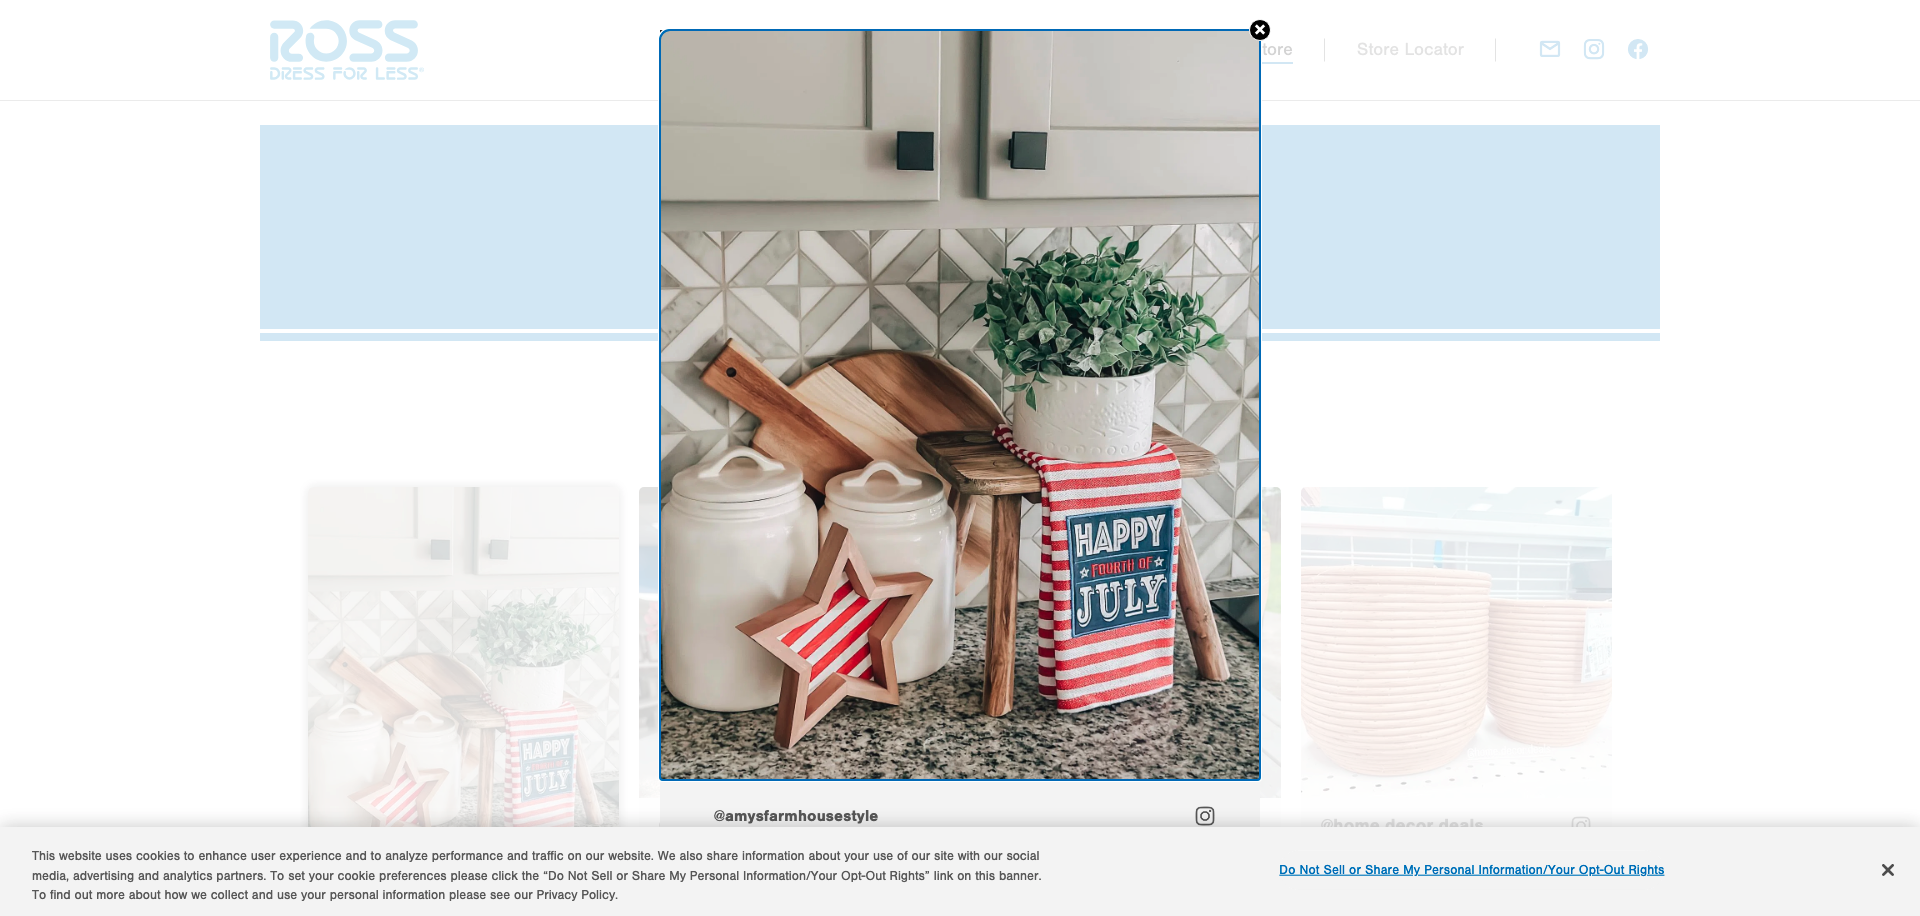 ROSS
DRESS FOR LESS®
tore
Store Locator
HAPPY
FOURTH OF
JULY
HAPPY
FOURTH OF
JULY
@amysfarmhousestyle
@home.decor.deals
This website uses cookies to enhance user experience and to analyze performance and traffic on our website. We also share information about your use of our site with our social
media, advertising and analytics partners. To set your cookie preferences please click the “Do Not Sell or Share My Personal Information/Your Opt-Out Rights” link on this banner.
To find out more about how we collect and use your personal information please see our Privacy Policy.
Do Not Sell or Share My Personal Information/Your Opt-Out Rights